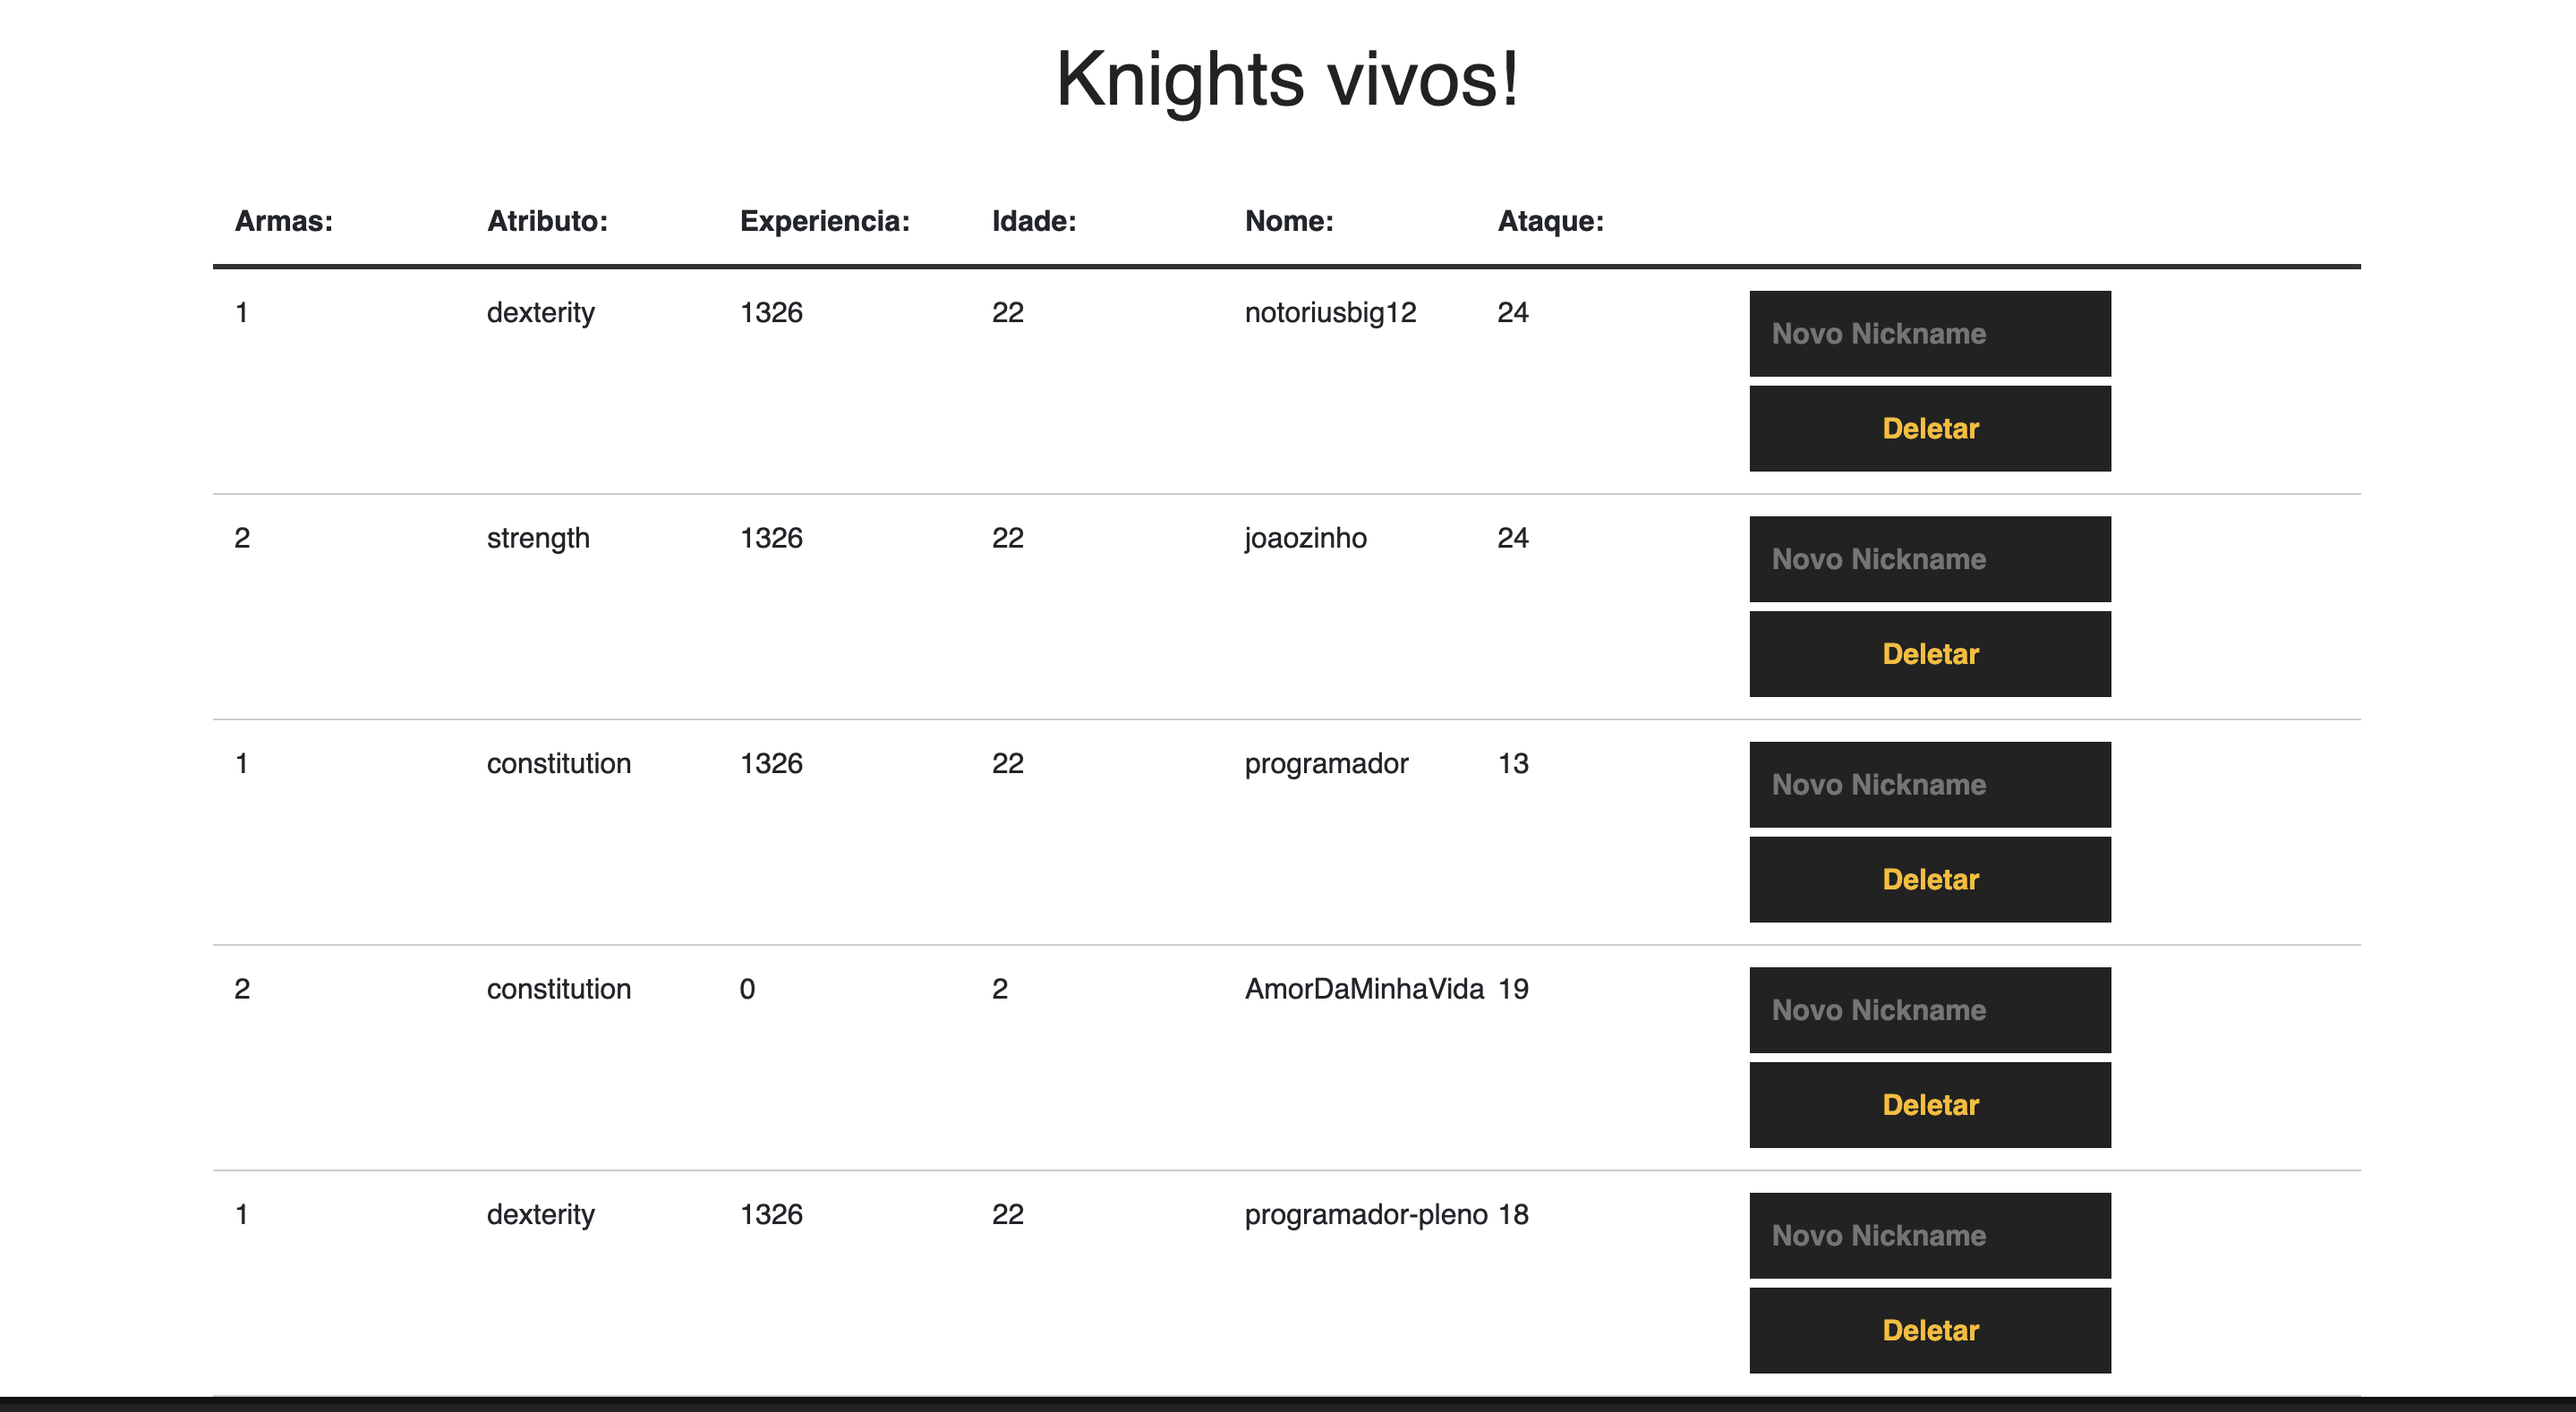 Knights vivos!
Armas: Atributo: Experiencia: Idade: Nome: Ataque:
1 dexterity 1326 22 notoriusbig12 24 Novo Nickname
Deletar
2 strength 1326 22 joaozinho 24 Novo Nickname
Deletar
1 constitution 1326 22 programador 13 Novo Nickname
Deletar
2 constitution 0 2 AmorDaMinhaVida 19 Novo Nickname
Deletar
1 dexterity 1326 22 programador-pleno 18 Novo Nickname
Deletar